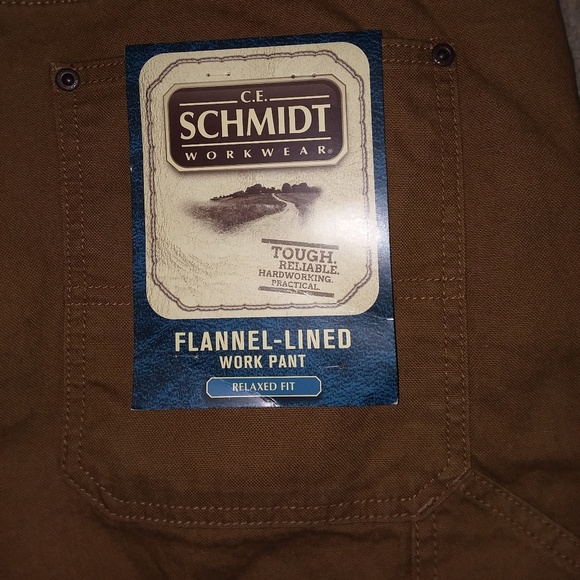 C.E.
SCHMIDT
WORKWEAR®
TOUGH.
RELIABLE.
HARDWORKING.
PRACTICAL.
FLANNEL-LINED
WORK PANT
RELAXED FIT